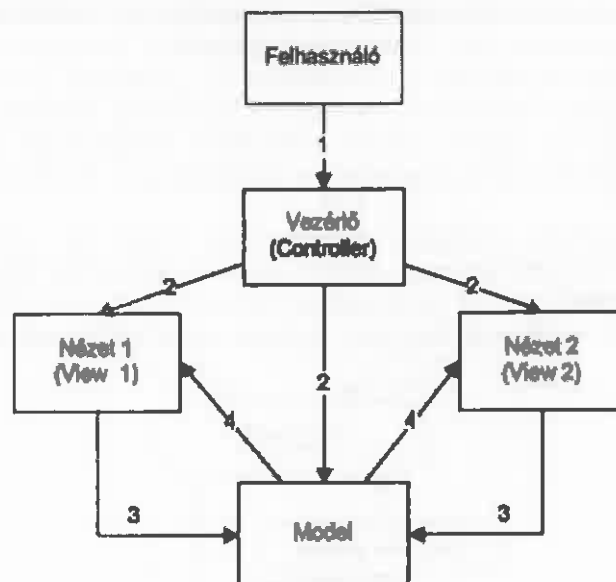 Felhasználó
1
Vezérlő
(Controller)
2
2
Nézet 1
(View 1)
2
Nézet 2
(View 2)
4
4
3
Model
3